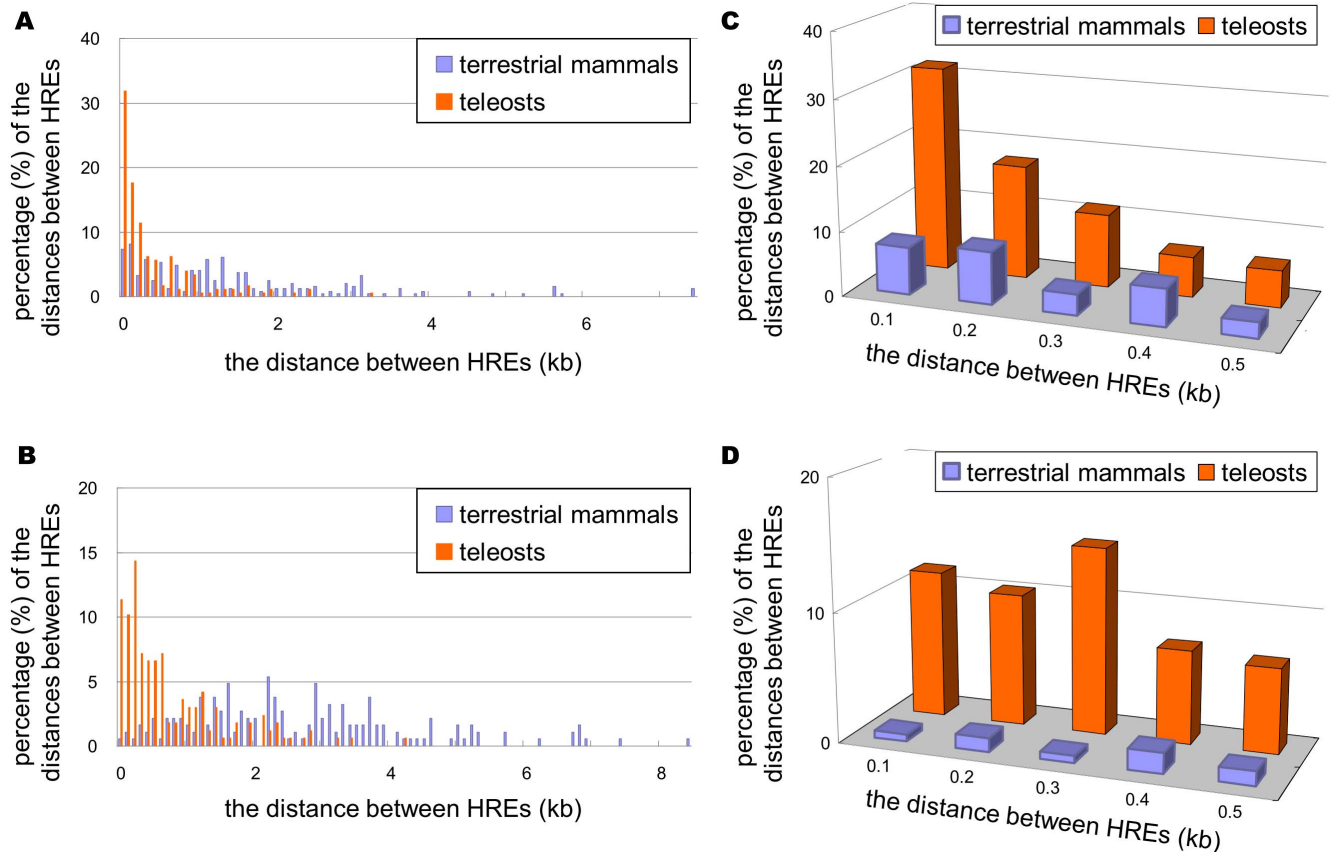 A
percentage (%) of the
distances between HREs
40
30
20
10
0
terrestrial mammals
teleosts
0 2 4 6
the distance between HREs (kb)
C
percentage (%) of the
distances between HREs
40
30
20
10
0
terrestrial mammals teleosts
0.1 0.2 0.3 0.4 0.5
the distance between HREs (kb)
B
percentage (%) of the
distances between HREs
20
15
10
5
0
terrestrial mammals
teleosts
0 2 4 6 8
the distance between HREs (kb)
D
percentage (%) of the
distances between HREs
20
10
0
terrestrial mammals teleosts
0.1 0.2 0.3 0.4 0.5
the distance between HREs (kb)